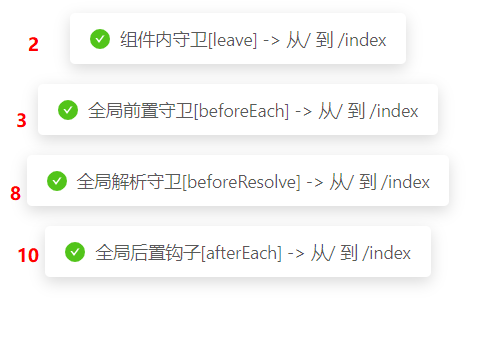 2 组件内守卫[leave] -> 从/ 到 /index
3 全局前置守卫[beforeEach] -> 从/ 到 /index
8 全局解析守卫[beforeResolve] -> 从/ 到 /index
10 全局后置钩子[afterEach] -> 从/ 到 /index